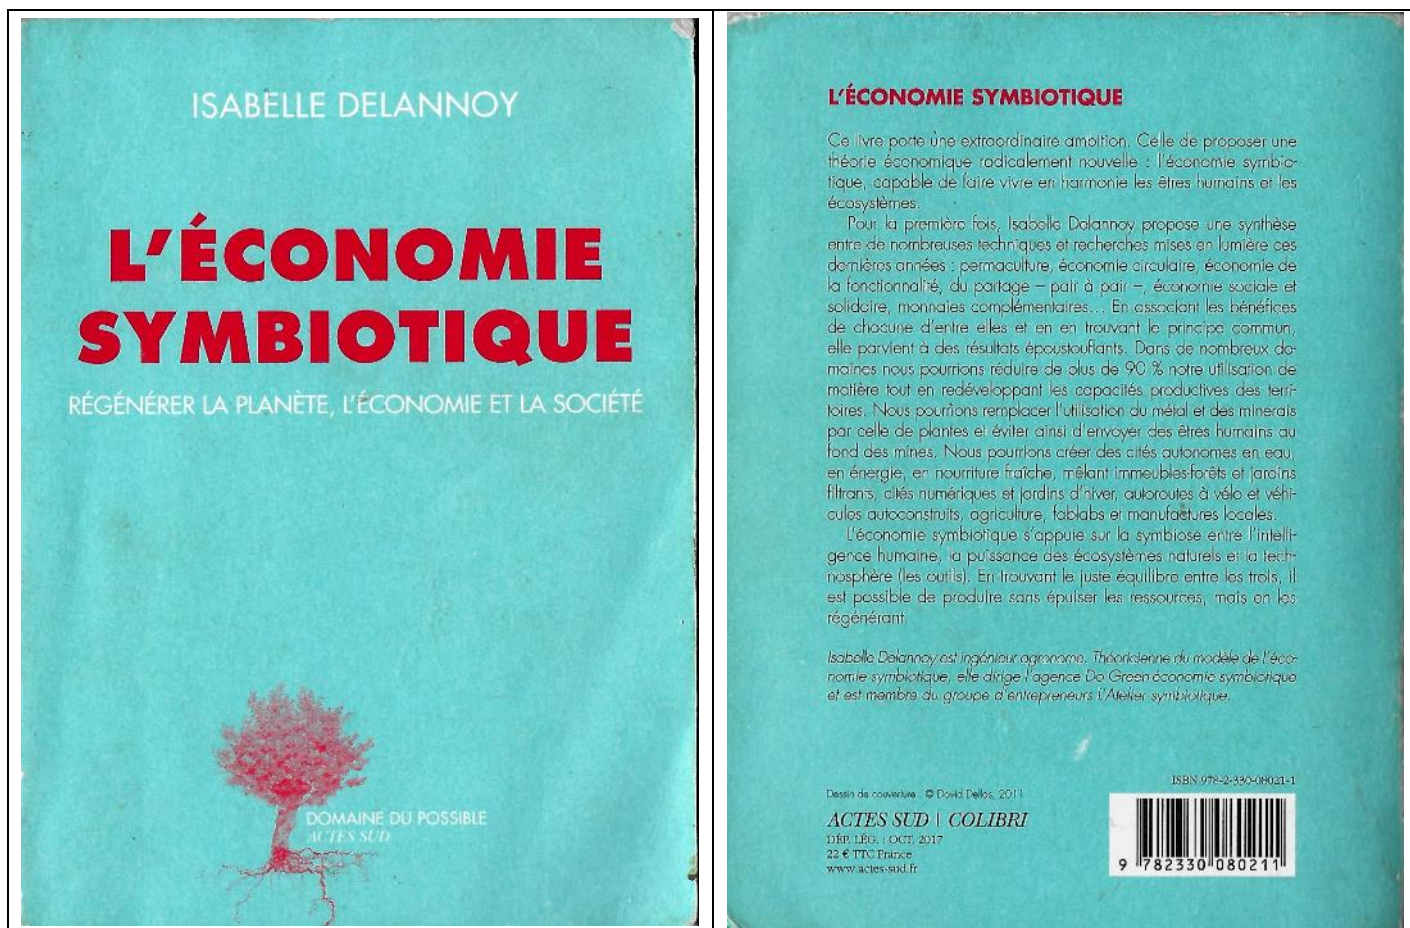 ISABELLE DELANNOY
L'ÉCONOMIE
SYMBIOTIQUE
RÉGÉNÉRER LA PLANÈTE, L'ÉCONOMIE ET LA SOCIÉTÉ
DOMAINE DU POSSIBLE
ACTES SUD
L'ÉCONOMIE SYMBIOTIQUE
Ce livre porte une extraordinaire ambition. Celle de proposer une
théorie économique radicalement nouvelle : l'économie symbio-
tique, capable de faire vivre en harmonie les êtres humains et les
écosystèmes.
Pour la première fois, Isabelle Delannoy propose une synthèse
entre de nombreuses techniques et recherches mises en lumière ces
dernières années : permaculture, économie circulaire, économie de
la fonctionnalité, du partage – pair à pair –, économie sociale et
solidaire, monnaies complémentaires... En associant les bénéfices
de chacune d'entre elles et en en trouvant le principe commun,
elle parvient à des résultats époustouflants. Dans de nombreux do-
maines nous pourrions réduire de plus de 90 % notre utilisation de
matière tout en redéveloppant les capacités productives des terri-
toires. Nous pourrions remplacer l'utilisation du métal et des minerais
par celle de plantes et éviter ainsi d'envoyer des êtres humains au
fond des mines. Nous pourrions créer des cités autonomes en eau,
en énergie, en nourriture fraîche, mêlant immeubles-forêts et jardins
filtrants, cités numériques et jardins d'hiver, autoroutes à vélo et véhi-
cules autoconstruits, agriculture, fablabs et manufactures locales.
L'économie symbiotique s'appuie sur la symbiose entre l'intelli-
gence humaine, la puissance des écosystèmes naturels et la tech-
nosphère (les outils). En trouvant le juste équilibre entre les trois, il
est possible de produire sans épuiser les ressources, mais en les
régénérant.
Isabelle Delannoy est ingénieur agronome. Théoricienne du modèle de l'éco-
nomie symbiotique, elle dirige l'agence Do Green économie symbiotique
et est membre du groupe d'entrepreneurs L'Atelier symbiotique.
ISBN 978-2-330-08021-1
Dessin de couverture : © David Dellas, 2011
ACTES SUD | COLIBRI
DÉP. LÉG. : OCT. 2017
22 € TTC France
www.actes-sud.fr
9 782330 080211